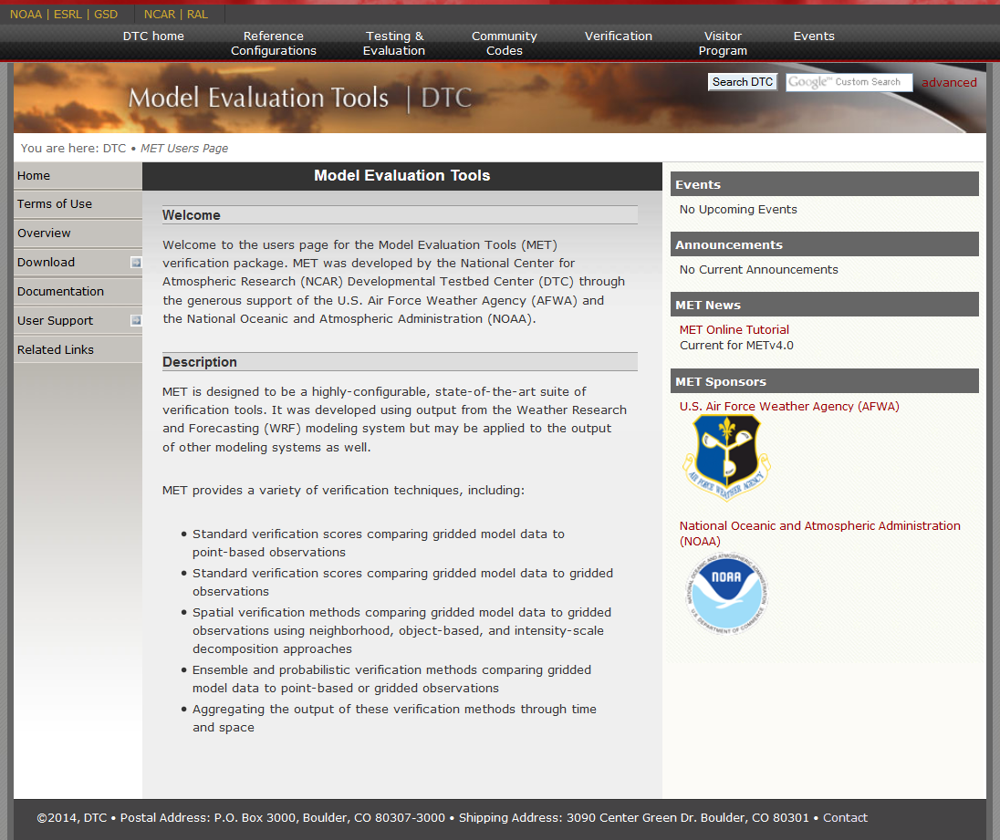 NOAA | ESRL | GSD
NCAR | RAL
DTC home
Reference
Configurations
Testing &
Evaluation
Community
Codes
Verification
Visitor
Program
Events
Model Evaluation Tools | DTC
Search DTC
Google™ Custom Search
advanced
You are here: DTC • MET Users Page
Home
Terms of Use
Overview
Download
Documentation
User Support
Related Links
Model Evaluation Tools
Welcome
Welcome to the users page for the Model Evaluation Tools (MET)
verification package. MET was developed by the National Center for
Atmospheric Research (NCAR) Developmental Testbed Center (DTC) through
the generous support of the U.S. Air Force Weather Agency (AFWA) and
the National Oceanic and Atmospheric Administration (NOAA).
Description
MET is designed to be a highly-configurable, state-of-the-art suite of
verification tools. It was developed using output from the Weather Research
and Forecasting (WRF) modeling system but may be applied to the output
of other modeling systems as well.
MET provides a variety of verification techniques, including:
• Standard verification scores comparing gridded model data to
point-based observations
• Standard verification scores comparing gridded model data to gridded
observations
• Spatial verification methods comparing gridded model data to gridded
observations using neighborhood, object-based, and intensity-scale
decomposition approaches
• Ensemble and probabilistic verification methods comparing gridded
model data to point-based or gridded observations
• Aggregating the output of these verification methods through time
and space
Events
No Upcoming Events
Announcements
No Current Announcements
MET News
MET Online Tutorial
Current for METv4.0
MET Sponsors
U.S. Air Force Weather Agency (AFWA)
AIR FORCE WEATHER AGENCY
National Oceanic and Atmospheric Administration
(NOAA)
NATIONAL OCEANIC AND ATMOSPHERIC ADMINISTRATION
NOAA
U.S. DEPARTMENT OF COMMERCE
©2014, DTC • Postal Address: P.O. Box 3000, Boulder, CO 80307-3000 • Shipping Address: 3090 Center Green Dr. Boulder, CO 80301 • Contact